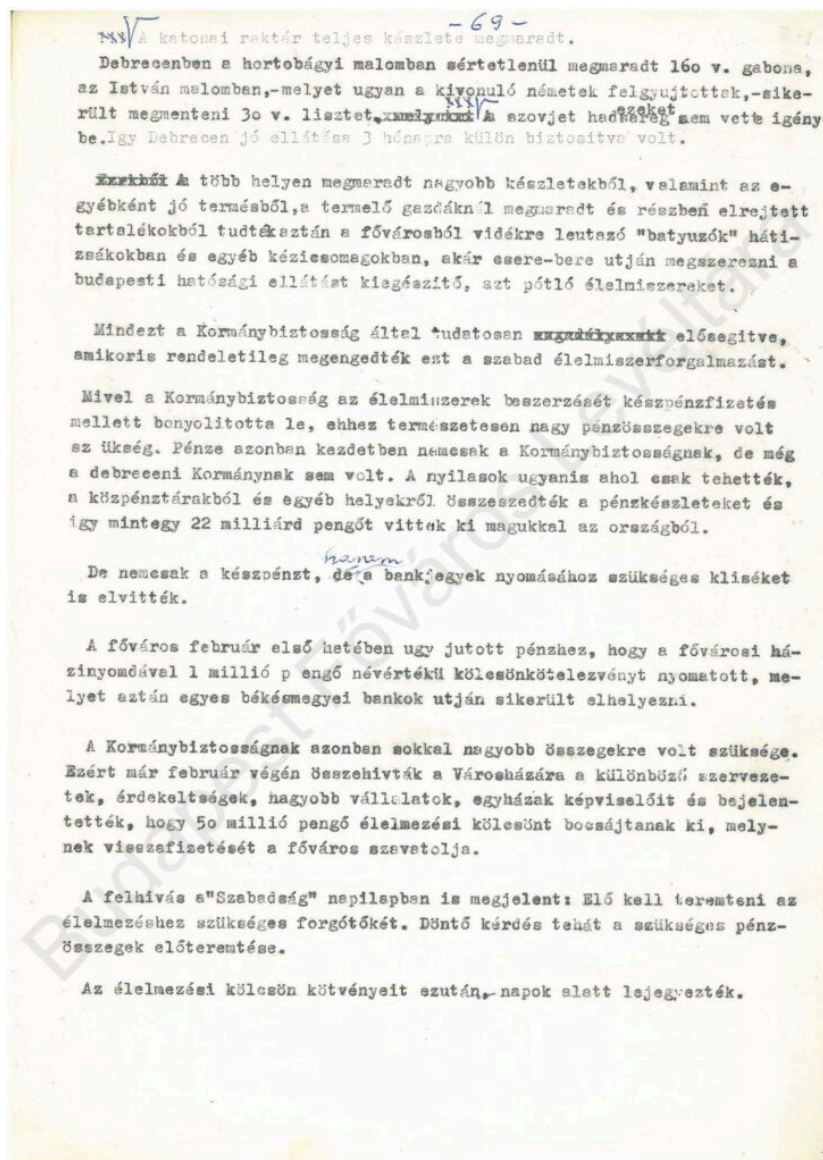 -69-
xxx√A katonai raktár teljes készlete megmaradt.
Debrecenben a hortobágyi malomban sértetlenül megmaradt 16o v. gabona,
az István malomban,-melyet ugyan a kivonuló németek felgyujtottak,-sike-
xxx√ ezeket
rült megmenteni 3o v. lisztet, A szovjet hadsereg sem vette igény
be.Igy Debrecen jó ellátása 3 hónapra külön biztositva volt.
A több helyen megmaradt nagyobb készletekből, valamint az e-
gyébként jó termésből,a termelő gazdáknál megmaradt és részben elrejtett
tartalékokból tudtákaztán a fővárosból vidékre leutazó "batyuzók" háti-
zsákokban és egyéb kézicsomagokban, akár csere-bere utján megszerezni a
budapesti hatósági ellátást kiegészitő, azt pótló élelmiszereket.
Mindezt a Kormánybiztosság által tudatosan elősegitve,
amikoris rendeletileg megengedték ezt a szabad élelmiszerforgalmazást.
Mivel a Kormánybiztosság az élelmiszerek beszerzését készpénzfizetés
mellett bonyolitotta le, ehhez természetesen nagy pénzösszegekre volt
sz ükség. Pénze azonban kezdetben nemcsak a Kormánybiztosságnak, de még
a debreceni Kormánynak sem volt. A nyilasok ugyanis ahol csak tehették,
a közpénztárakból és egyéb helyekről összeszedték a pénzkészleteket és
igy mintegy 22 milliárd pengőt vittek ki magukkal az országból.
hanem
De nemcsak a készpénzt, de a bankjegyek nyomásához szükséges kliséket
is elvitték.
A főváros február első hetében ugy jutott pénzhez, hogy a fővárosi há-
zinyomdával 1 millió p engő névértékü kölcsönkötelezvényt nyomatott, me-
lyet aztán egyes békésmegyei bankok utján sikerült elhelyezni.
A Kormánybiztosságnak azonban sokkal nagyobb összegekre volt szüksége.
Ezért már február végén összehivták a Városházára a különböző szerveze-
tek, érdekeltségek, nagyobb vállalatok, egyházak képviselőit és bejelen-
tették, hogy 5o millió pengő élelmezési kölcsönt bocsájtanak ki, mely-
nek visszafizetését a főváros szavatolja.
A felhivás a"Szabadság" napilapban is megjelent: Elő kell teremteni az
élelmezéshez szükséges forgótőkét. Döntő kérdés tehát a szükséges pénz-
összegek előteremtése.
Az élelmezési kölcsön kötvényeit ezután, napok alatt lejegyezték.
Budapest Főváros Levéltára